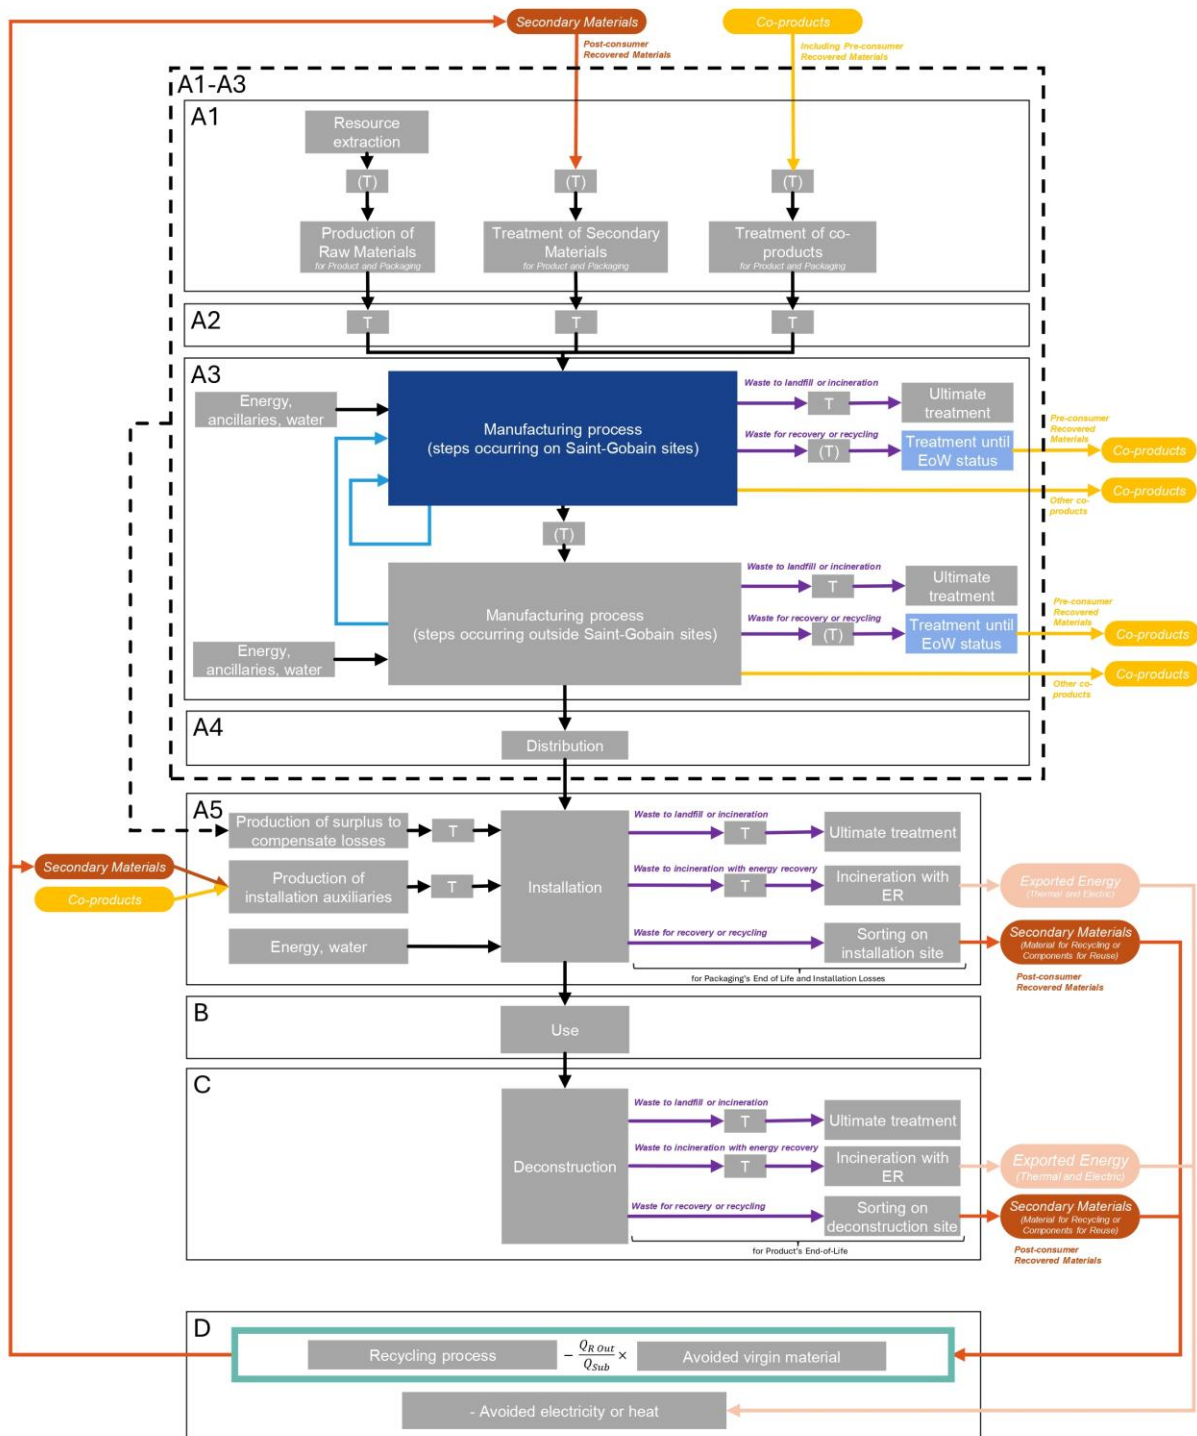 Secondary Materials
Co-products
Post-consumer
Recovered Materials
Including Pre-consumer
Recovered Materials
A1-A3
A1
Resource
extraction
(T)
(T)
(T)
Production of
Raw Materials
for Product and Packaging
Treatment of Secondary
Materials
for Product and Packaging
Treatment of co-
products
for Product and Packaging
A2
T
T
T
A3
Energy,
ancillaries, water
Manufacturing process
(steps occurring on Saint-Gobain sites)
Waste to landfill or incineration
T
Ultimate
treatment
Waste for recovery or recycling
(T)
Treatment until
EoW status
Pre-consumer
Recovered
Materials
Co-products
Co-products
Other co-
products
(T)
Manufacturing process
(steps occurring outside Saint-Gobain sites)
Energy,
ancillaries, water
Waste to landfill or incineration
T
Ultimate
treatment
Waste for recovery or recycling
(T)
Treatment until
EoW status
Pre-consumer
Recovered
Materials
Co-products
Co-products
Other co-
products
A4
Distribution
A5
Production of surplus to
compensate losses
T
Secondary Materials
Co-products
Production of
installation auxiliaries
T
Energy, water
Installation
Waste to landfill or incineration
T
Ultimate treatment
Waste to incineration with energy recovery
T
Incineration with
ER
Exported Energy
(Thermal and Electric)
Waste for recovery or recycling
Sorting on
installation site
Secondary Materials
(Material for Recycling or
Components for Reuse)
Post-consumer
Recovered Materials
for Packaging's End of Life and Installation Losses
B
Use
C
Deconstruction
Waste to landfill or incineration
T
Ultimate treatment
Waste to incineration with energy recovery
T
Incineration with
ER
Exported Energy
(Thermal and Electric)
Waste for recovery or recycling
Sorting on
deconstruction site
Secondary Materials
(Material for Recycling or
Components for Reuse)
Post-consumer
Recovered Materials
for Product's End-of-Life
D
Recycling process − Q_{R Out}/Q_{Sub} × Avoided virgin material
- Avoided electricity or heat